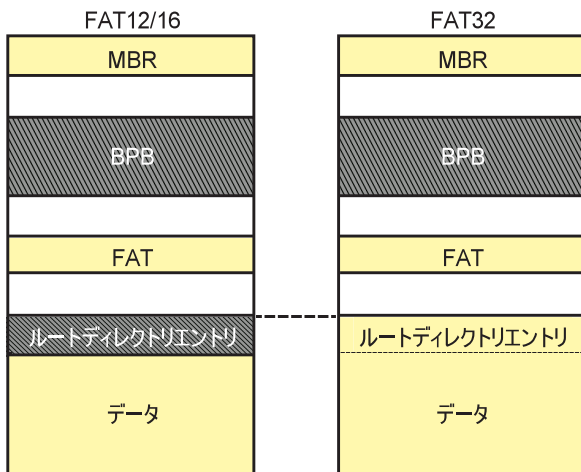 FAT12/16
MBR
BPB
FAT
ルートディレクトリエントリ
データ
FAT32
MBR
BPB
FAT
ルートディレクトリエントリ
データ